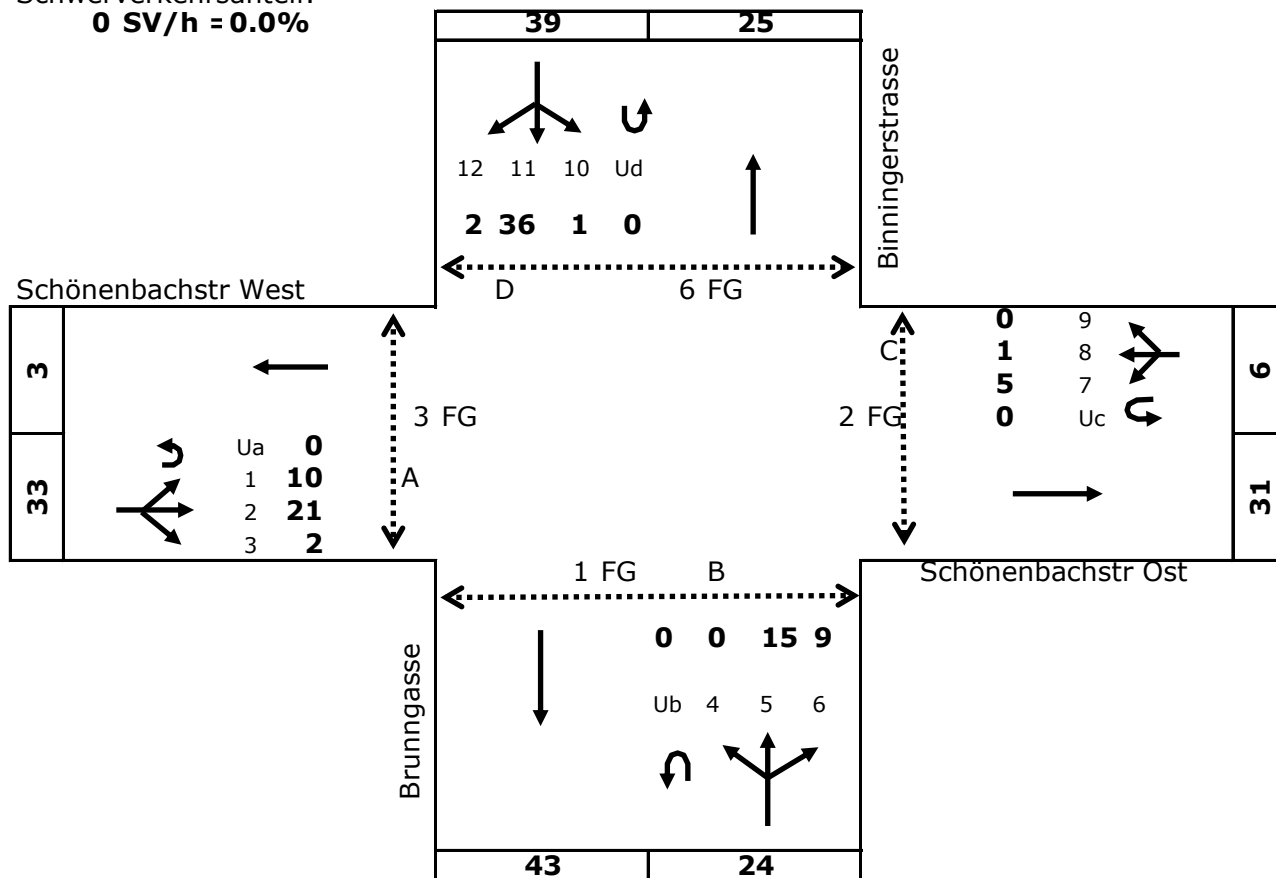 Schwerverkehrsanteil:
0 SV/h = 0.0%
39 25
Binningerstrasse
12 11 10 Ud
2 36 1 0
D 6 FG
Schönenbachstr West
3
33
3 FG
A
Ua 0
1 10
2 21
3 2
C
2 FG
0 9
1 8
5 7
0 Uc
6
31
1 FG B
Schönenbachstr Ost
Brunngasse
0 0 15 9
Ub 4 5 6
43 24